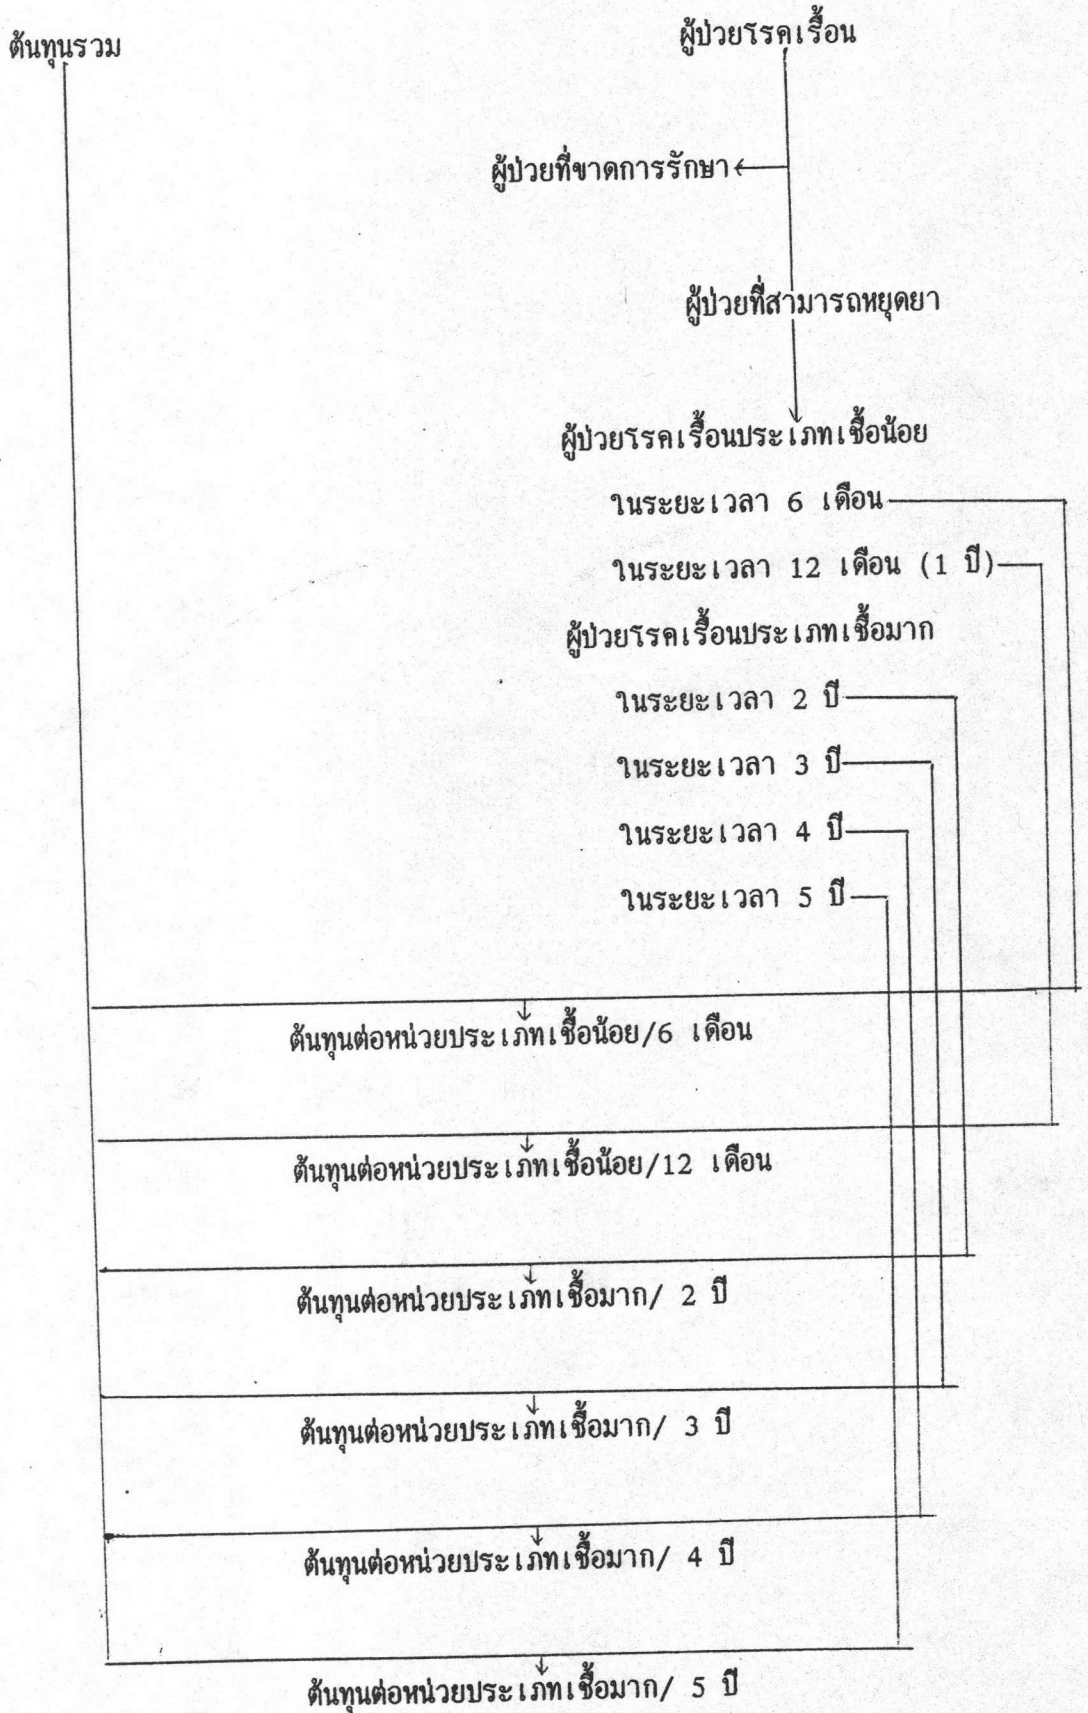 ต้นทุนรวม
ผู้ป่วยโรคเรื้อน
ผู้ป่วยที่ขาดการรักษา
ผู้ป่วยที่สามารถหยุดยา
ผู้ป่วยโรคเรื้อนประเภทเชื้อน้อย
ในระยะเวลา 6 เดือน
ในระยะเวลา 12 เดือน (1 ปี)
ผู้ป่วยโรคเรื้อนประเภทเชื้อมาก
ในระยะเวลา 2 ปี
ในระยะเวลา 3 ปี
ในระยะเวลา 4 ปี
ในระยะเวลา 5 ปี
ต้นทุนต่อหน่วยประเภทเชื้อน้อย/6 เดือน
ต้นทุนต่อหน่วยประเภทเชื้อน้อย/12 เดือน
ต้นทุนต่อหน่วยประเภทเชื้อมาก/ 2 ปี
ต้นทุนต่อหน่วยประเภทเชื้อมาก/ 3 ปี
ต้นทุนต่อหน่วยประเภทเชื้อมาก/ 4 ปี
ต้นทุนต่อหน่วยประเภทเชื้อมาก/ 5 ปี